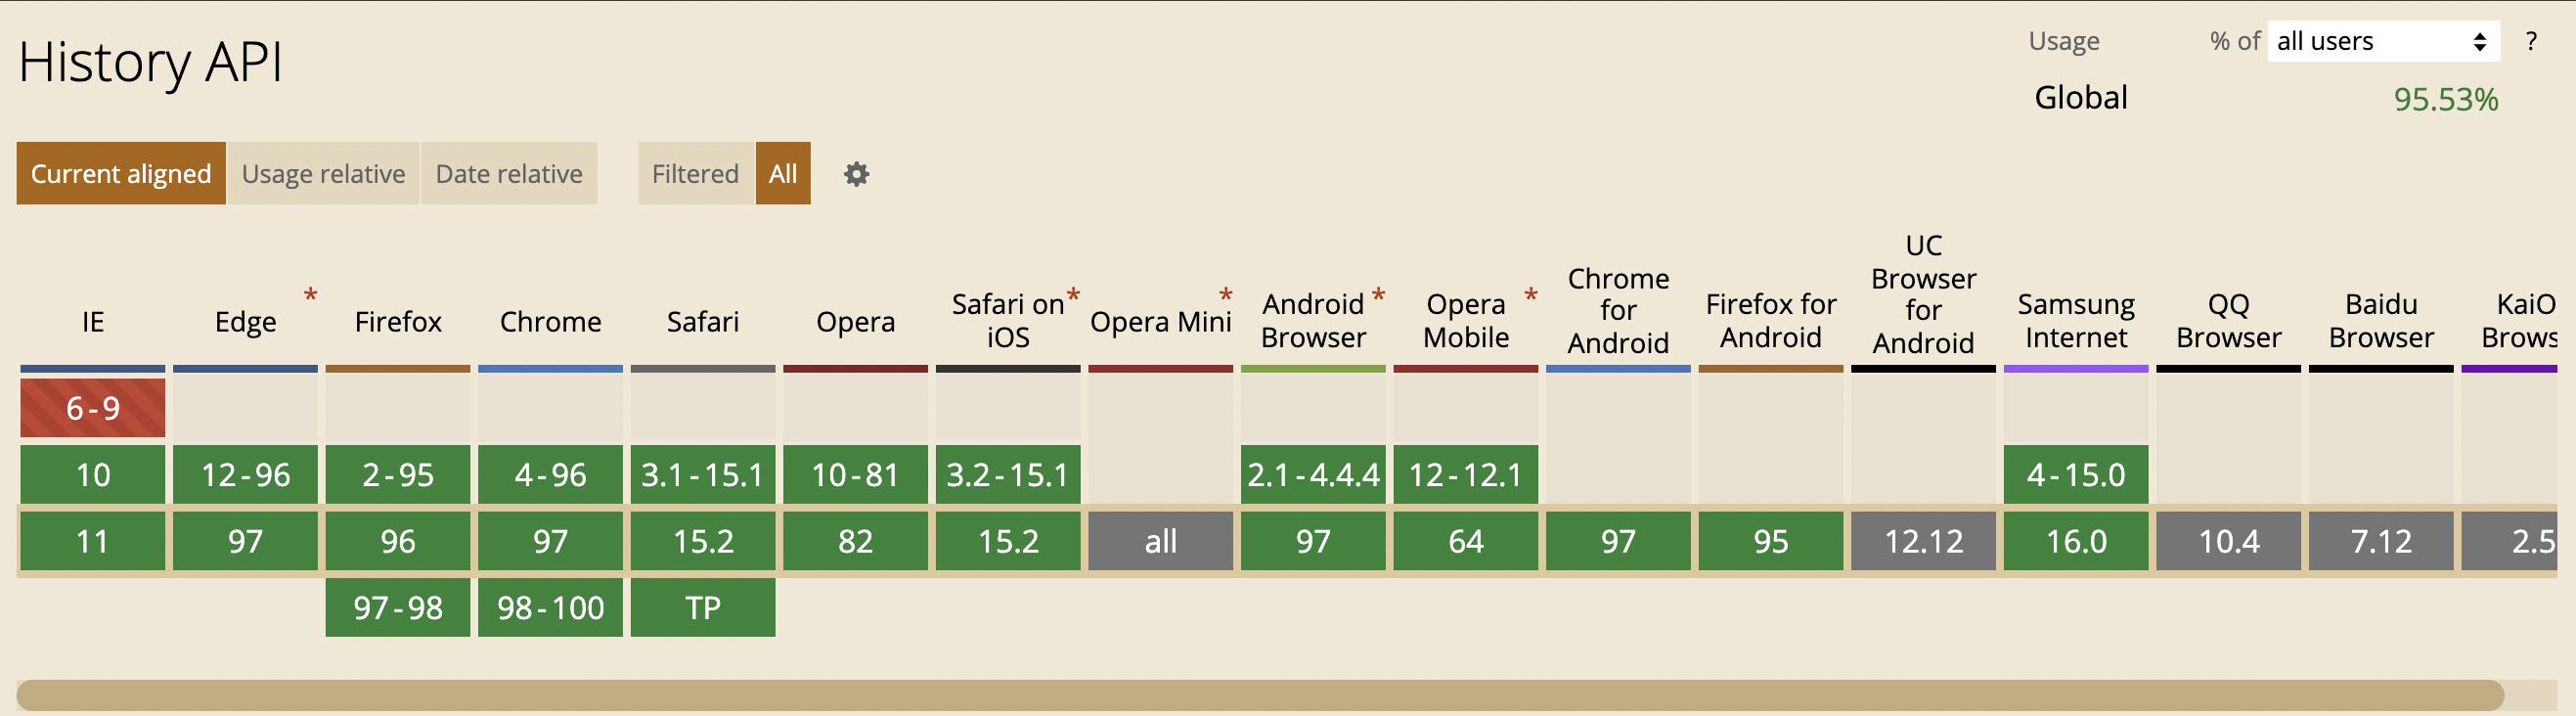 History API
Usage % of all users ?
Global 95.53%
Current aligned Usage relative Date relative Filtered All
IE
Edge *
Firefox
Chrome
Safari
Opera
Safari on *
iOS
Opera Mini *
Android *
Browser
Opera *
Mobile
Chrome
for
Android
Firefox for
Android
UC
Browser
for
Android
Samsung
Internet
QQ
Browser
Baidu
Browser
KaiO
Brows
6-9
10 12-96 2-95 4-96 3.1-15.1 10-81 3.2-15.1 2.1-4.4.4 12-12.1 4-15.0
11 97 96 97 15.2 82 15.2 all 97 64 97 95 12.12 16.0 10.4 7.12 2.5
97-98 98-100 TP